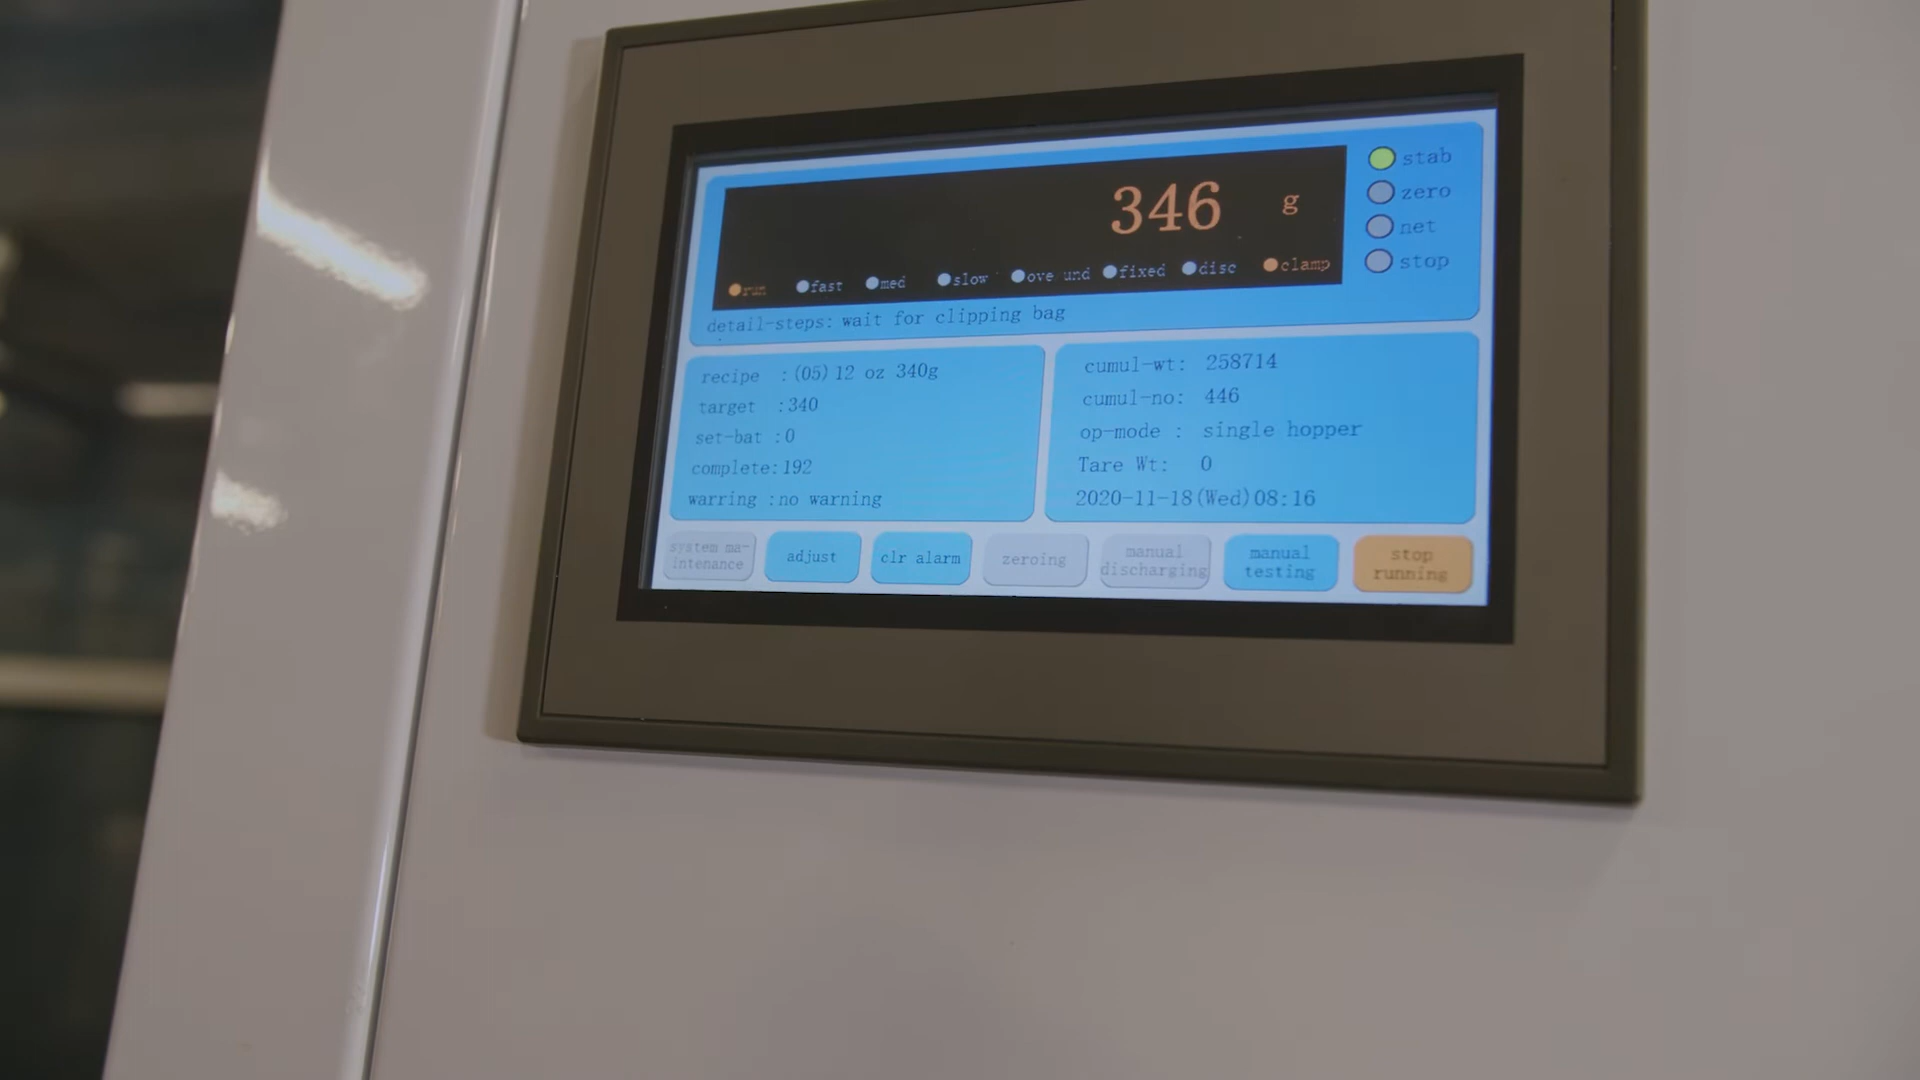 346 g
fast med slow ove und fixed disc clamp
stab
zero
net
stop
detail-steps: wait for clipping bag
recipe :(05)12 oz 340g
target :340
set-bat :0
complete:192
warring :no warning
cumul-wt: 258714
cumul-no: 446
op-mode : single hopper
Tare Wt: 0
2020-11-18(Wed)08:16
system ma-
intenance
adjust
clr alarm
zeroing
manual
discharging
manual
testing
stop
running